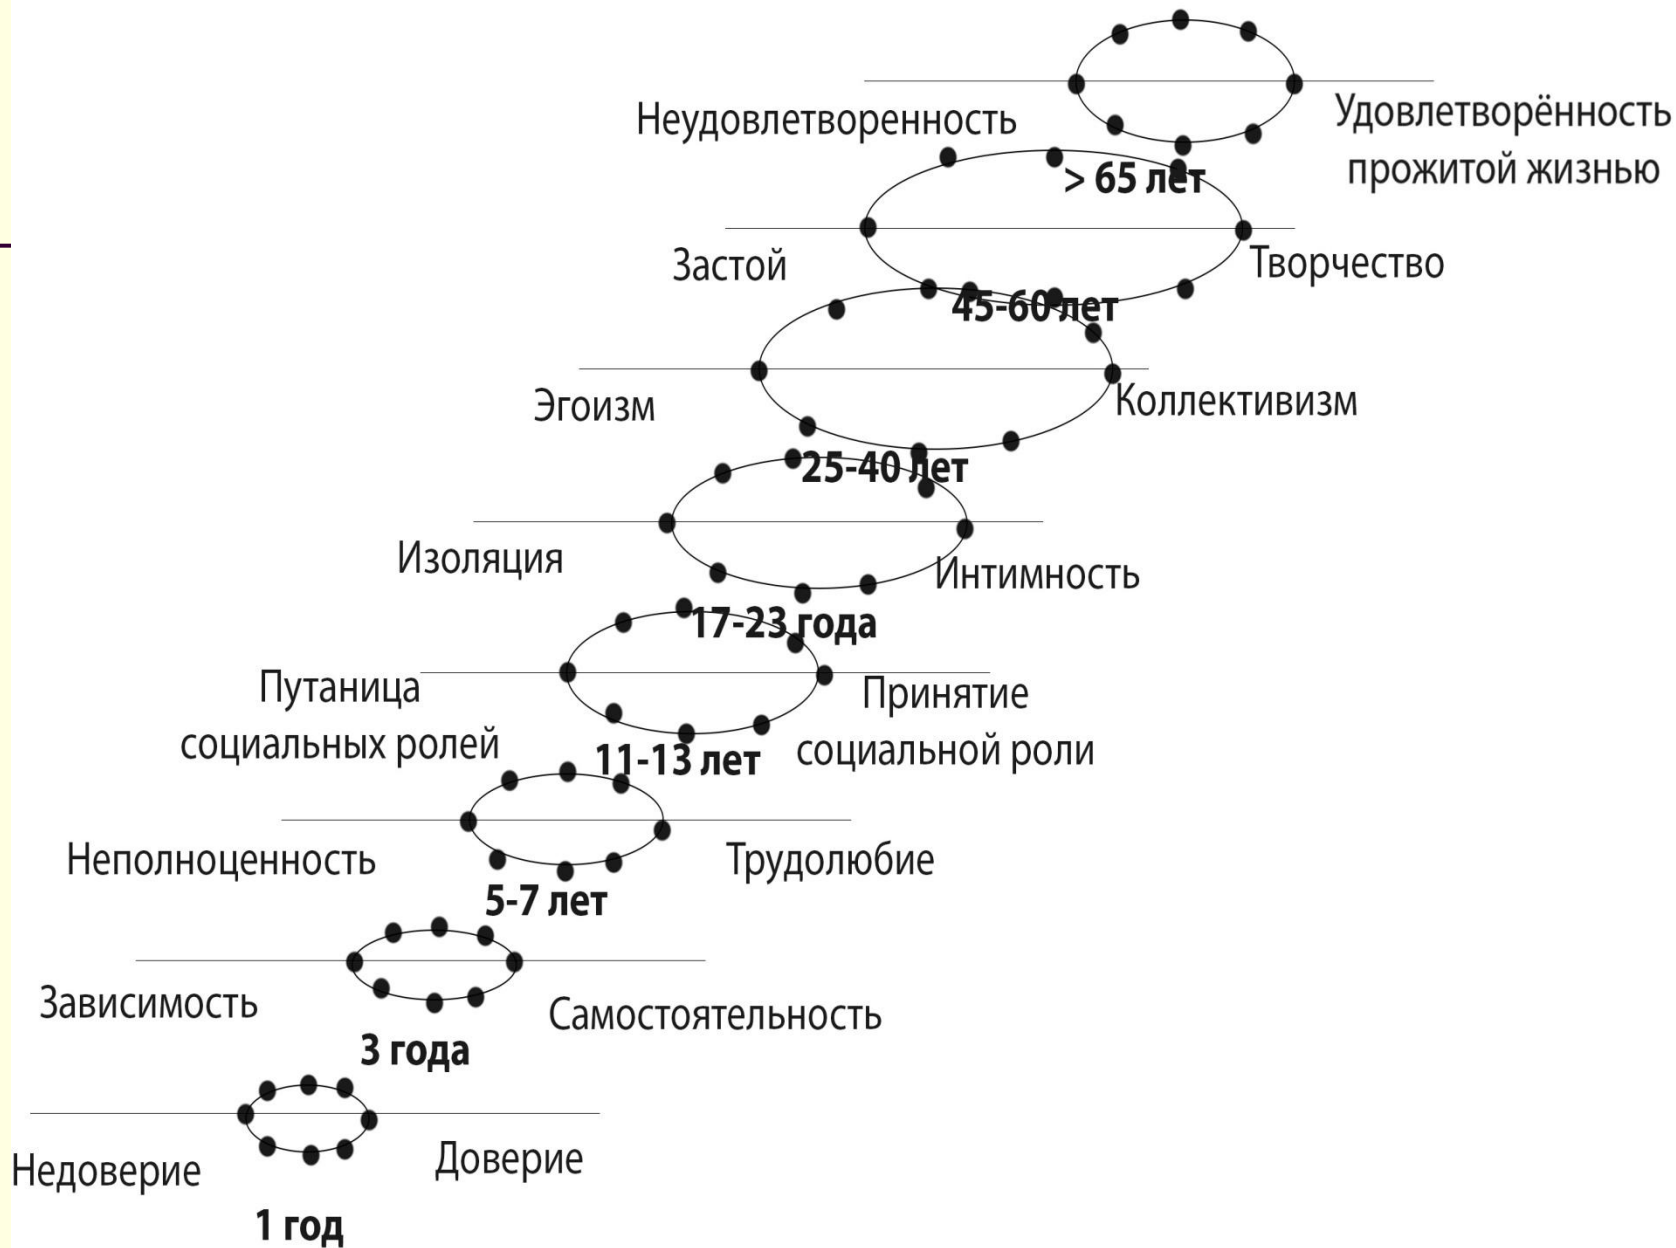 Неудовлетворенность
Удовлетворённость
прожитой жизнью
> 65 лет
Застой
Творчество
45-60 лет
Эгоизм
Коллективизм
25-40 лет
Изоляция
Интимность
17-23 года
Путаница
социальных ролей
Принятие
социальной роли
11-13 лет
Неполноценность
Трудолюбие
5-7 лет
Зависимость
Самостоятельность
3 года
Недоверие
Доверие
1 год